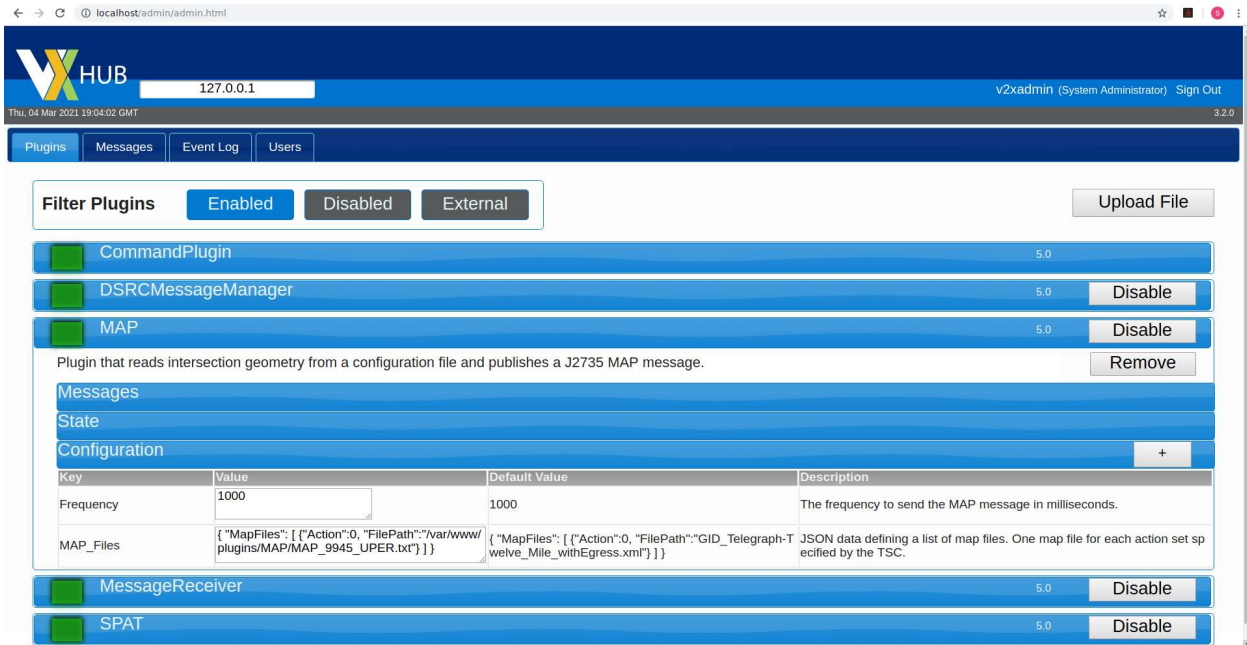 localhost/admin/admin.html
S
VX HUB
127.0.0.1
v2xadmin (System Administrator) Sign Out
Thu, 04 Mar 2021 19:04:02 GMT 3.2.0
Plugins Messages Event Log Users
Filter Plugins Enabled Disabled External Upload File
CommandPlugin 5.0
DSRCMessageManager 5.0 Disable
MAP 5.0 Disable
Plugin that reads intersection geometry from a configuration file and publishes a J2735 MAP message. Remove
Messages
State
Configuration +
Key Value Default Value Description
Frequency 1000 1000 The frequency to send the MAP message in milliseconds.
MAP_Files { "MapFiles": [ {"Action":0, "FilePath":"/var/www/ { "MapFiles": [ {"Action":0, "FilePath":"GID_Telegraph-T JSON data defining a list of map files. One map file for each action set sp
plugins/MAP/MAP_9945_UPER.txt"} ] } welve_Mile_withEgress.xml"} ] } ecified by the TSC.
MessageReceiver 5.0 Disable
SPAT 5.0 Disable